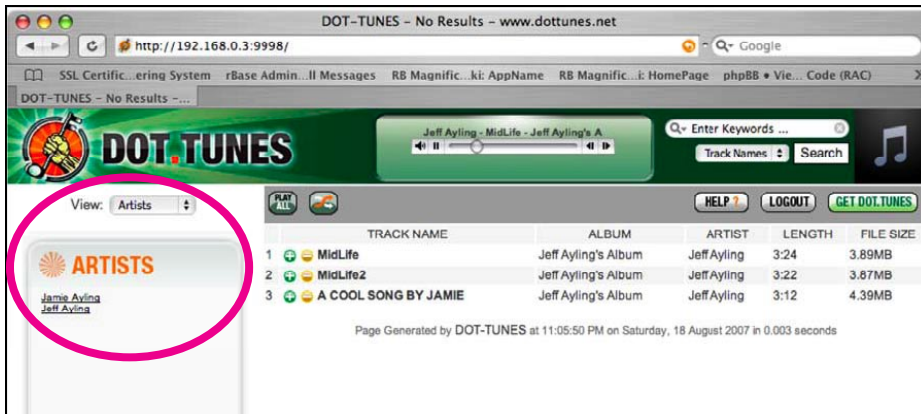 DOT-TUNES – No Results – www.dottunes.net
http://192.168.0.3:9998/
Google
SSL Certific...ering System rBase Admin...ll Messages RB Magnific...ki: AppName RB Magnific...i: HomePage phpBB • Vie... Code (RAC)
DOT-TUNES – No Results –...
DOT.TUNES
Jeff Ayling - MidLife - Jeff Ayling's A
Enter Keywords ...
Track Names Search
View: Artists
PLAY ALL
HELP ? LOGOUT GET DOT.TUNES
ARTISTS
Jamie Ayling
Jeff Ayling
TRACK NAME ALBUM ARTIST LENGTH FILE SIZE
1 MidLife Jeff Ayling's Album Jeff Ayling 3:24 3.89MB
2 MidLife2 Jeff Ayling's Album Jeff Ayling 3:22 3.87MB
3 A COOL SONG BY JAMIE Jeff Ayling's Album Jeff Ayling 3:12 4.39MB
Page Generated by DOT-TUNES at 11:05:50 PM on Saturday, 18 August 2007 in 0.003 seconds